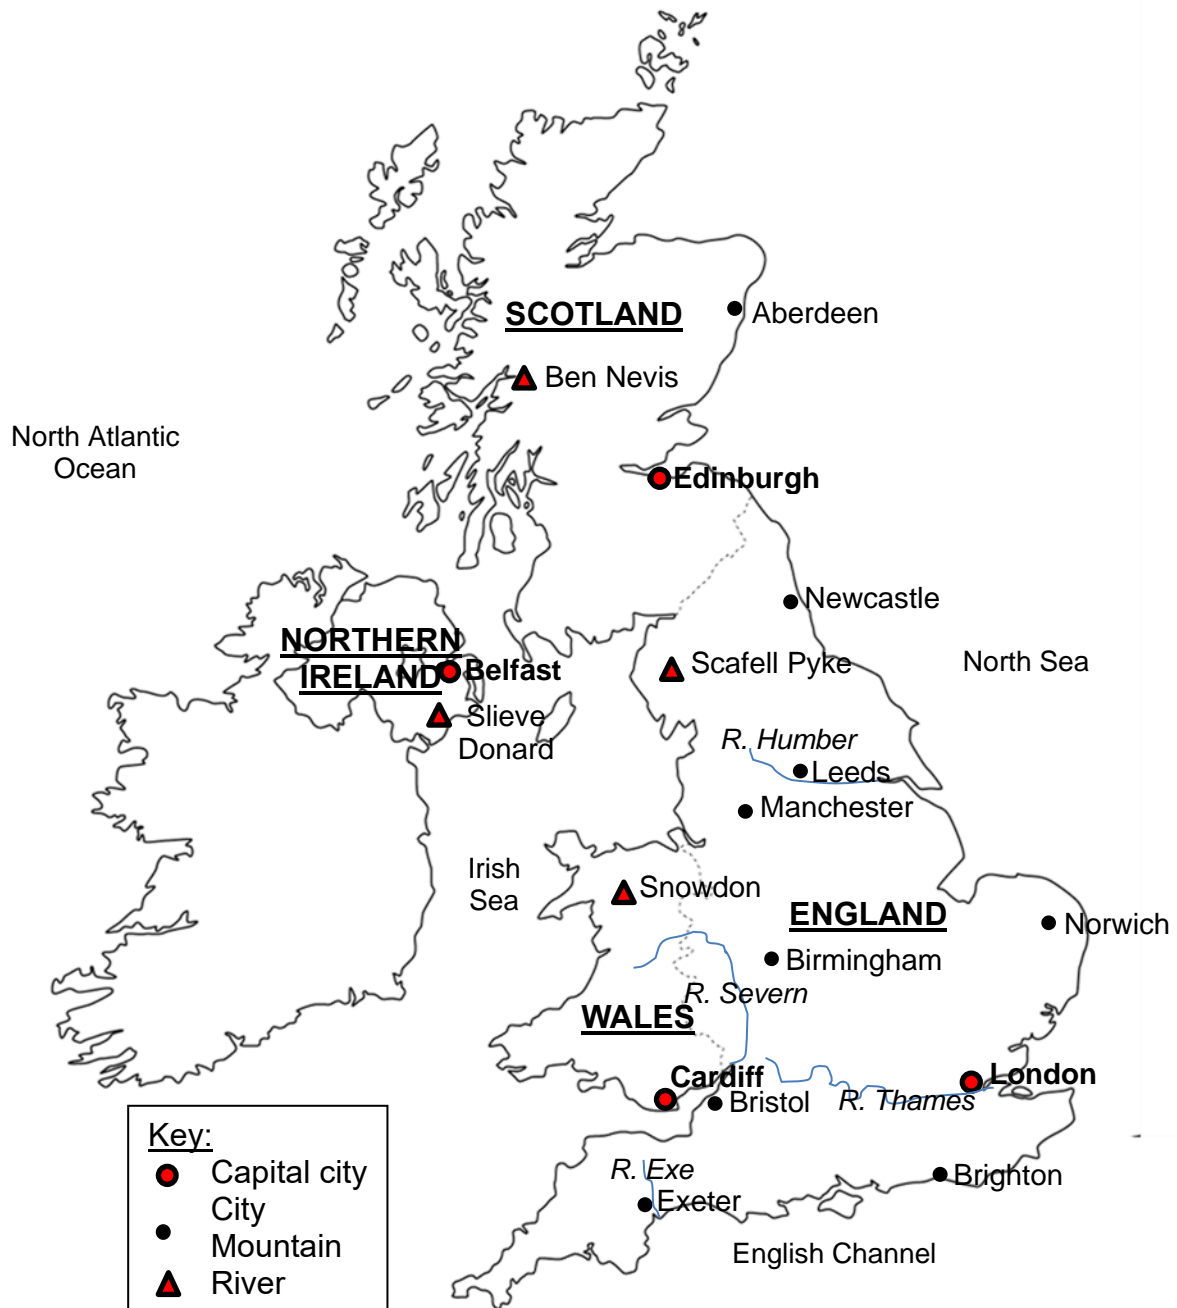 SCOTLAND
Aberdeen
Ben Nevis
North Atlantic
Ocean
Edinburgh
Newcastle
NORTHERN
IRELAND
Belfast
Scafell Pyke
North Sea
Slieve
Donard
R. Humber
Leeds
Manchester
Irish
Sea
Snowdon
ENGLAND
Norwich
Birmingham
R. Severn
WALES
Cardiff
London
Bristol
R. Thames
Key:
Capital city
City
Mountain
River
R. Exe
Exeter
Brighton
English Channel